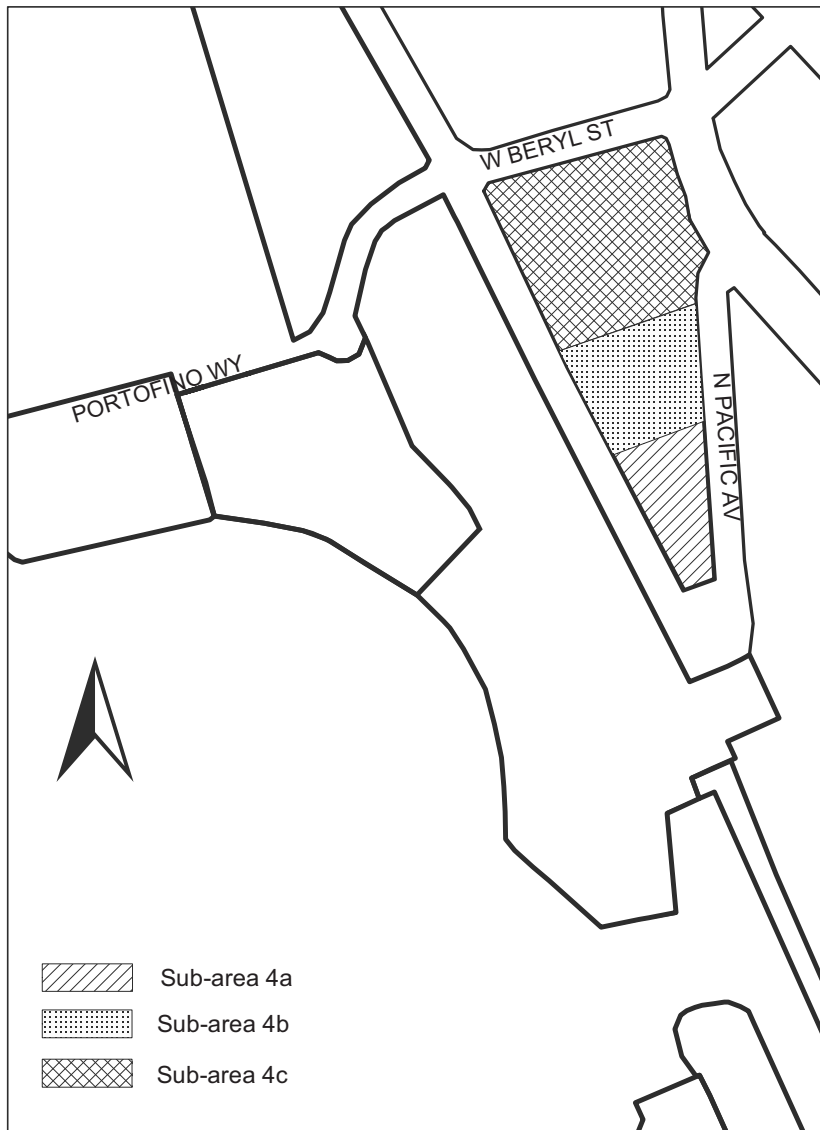 W BERYL ST
PORTOFINO WY
N PACIFIC AV
Sub-area 4a
Sub-area 4b
Sub-area 4c